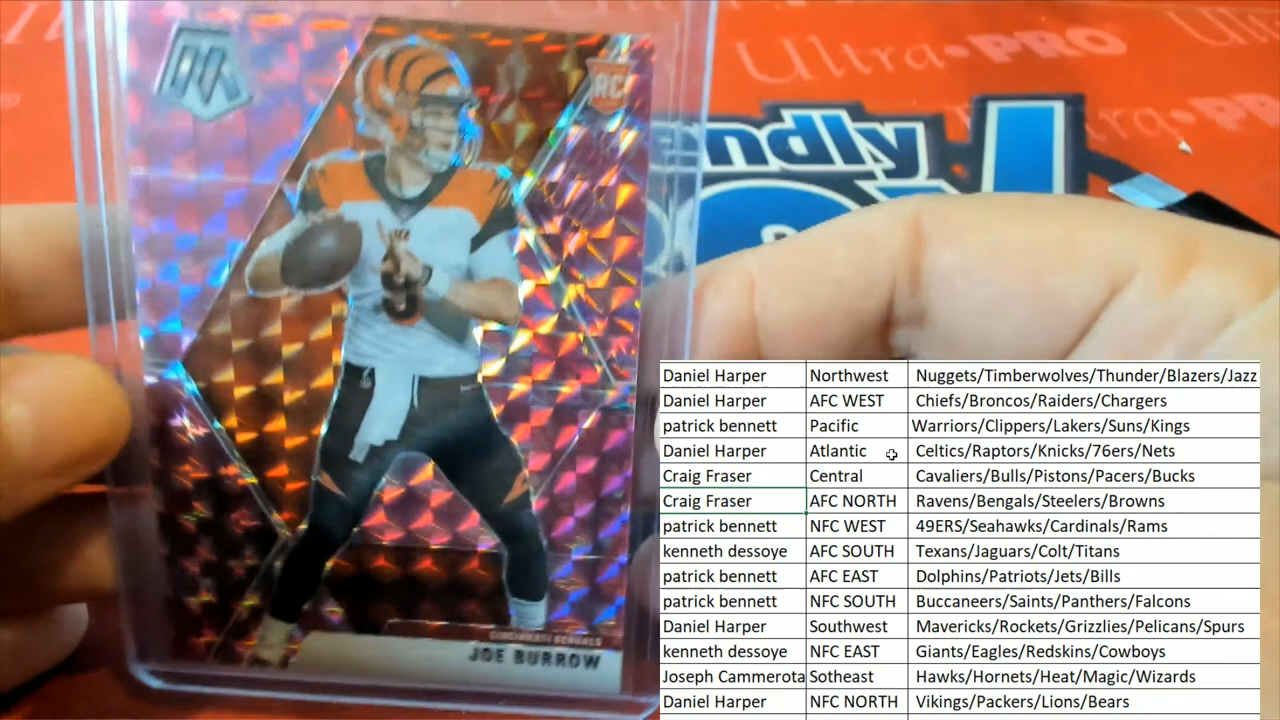 Ultra•PRO
Ultra
RC
ndly
tra•PR
9
CINCINNATI BENGALS
JOE BURROW
Daniel Harper Northwest Nuggets/Timberwolves/Thunder/Blazers/Jazz
Daniel Harper AFC WEST Chiefs/Broncos/Raiders/Chargers
patrick bennett Pacific Warriors/Clippers/Lakers/Suns/Kings
Daniel Harper Atlantic Celtics/Raptors/Knicks/76ers/Nets
Craig Fraser Central Cavaliers/Bulls/Pistons/Pacers/Bucks
Craig Fraser AFC NORTH Ravens/Bengals/Steelers/Browns
patrick bennett NFC WEST 49ERS/Seahawks/Cardinals/Rams
kenneth dessoye AFC SOUTH Texans/Jaguars/Colt/Titans
patrick bennett AFC EAST Dolphins/Patriots/Jets/Bills
patrick bennett NFC SOUTH Buccaneers/Saints/Panthers/Falcons
Daniel Harper Southwest Mavericks/Rockets/Grizzlies/Pelicans/Spurs
kenneth dessoye NFC EAST Giants/Eagles/Redskins/Cowboys
Joseph Cammerota Sotheast Hawks/Hornets/Heat/Magic/Wizards
Daniel Harper NFC NORTH Vikings/Packers/Lions/Bears